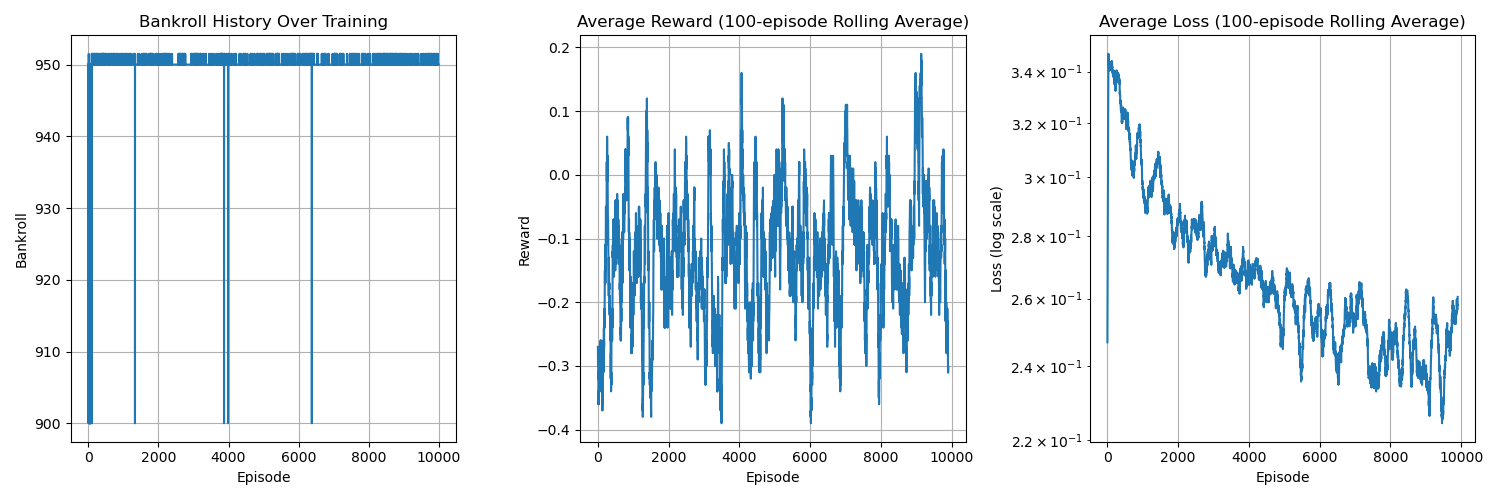 Bankroll History Over Training
Bankroll
950
940
930
920
910
900
0 2000 4000 6000 8000 10000
Episode
Average Reward (100-episode Rolling Average)
Reward
0.2
0.1
0.0
−0.1
−0.2
−0.3
−0.4
0 2000 4000 6000 8000 10000
Episode
Average Loss (100-episode Rolling Average)
Loss (log scale)
3.4 × 10⁻¹
3.2 × 10⁻¹
3 × 10⁻¹
2.8 × 10⁻¹
2.6 × 10⁻¹
2.4 × 10⁻¹
2.2 × 10⁻¹
0 2000 4000 6000 8000 10000
Episode